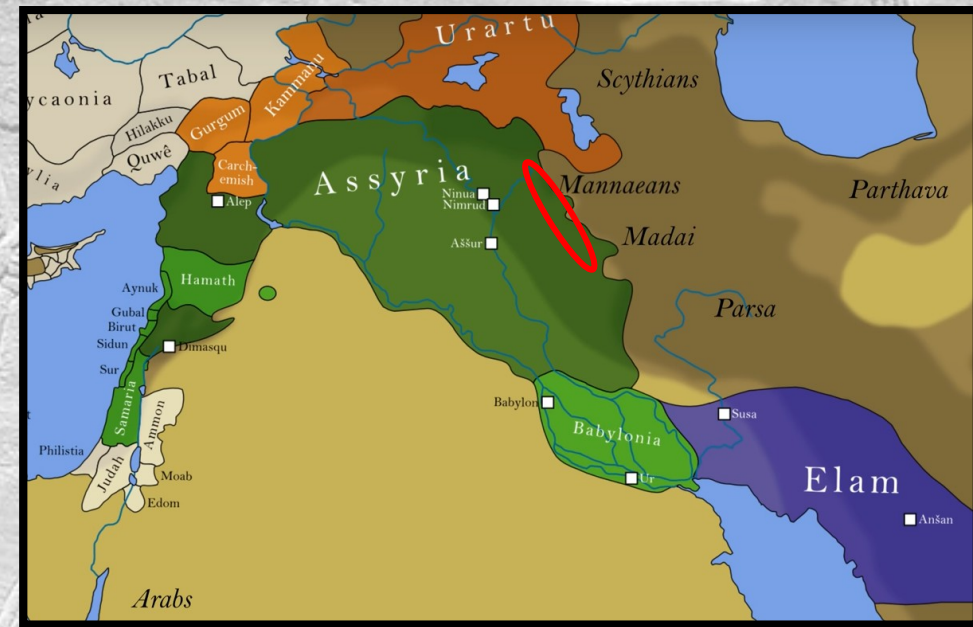 Urartu
Tabal
Kammanu
Scythians
ycaonia
Hilakku
Gurgum
Quwê
ylia
Carch-
emish
Assyria
Mannaeans
Parthava
Ninua
Nimrud
Alep
Aššur
Madai
Hamath
Aynuk
Gubal
Birut
Sidun
Dimasqu
Sur
Parsa
Samaria
Ammon
Babylon
Susa
Babylonia
Philistia
Judah
Moab
Edom
Ur
Elam
Anšan
Arabs